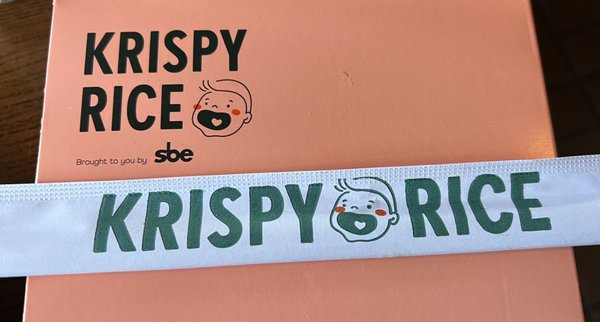 KRISPY
RICE
Brought to you by sbe
KRISPY RICE